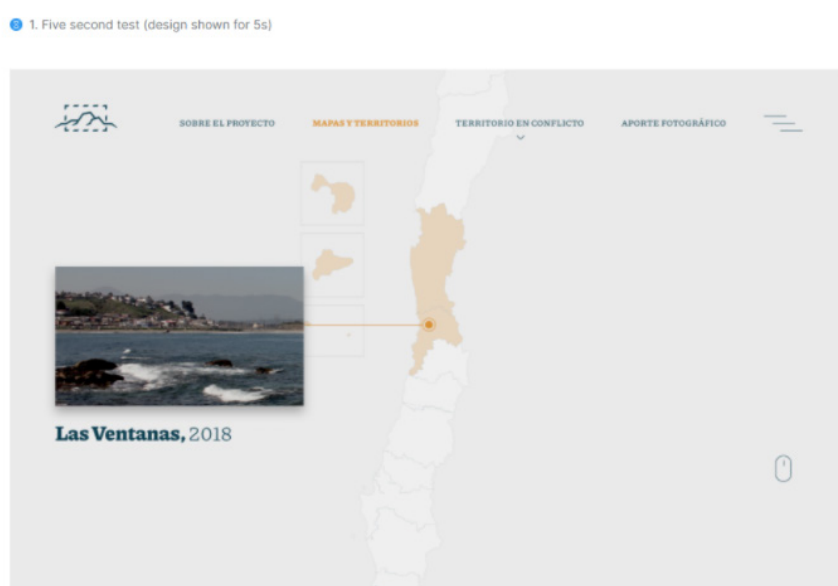 1. Five second test (design shown for 5s)
SOBRE EL PROYECTO
MAPAS Y TERRITORIOS
TERRITORIO EN CONFLICTO
APORTE FOTOGRÁFICO
Las Ventanas, 2018